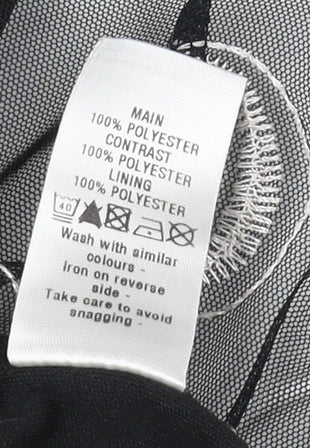 MAIN
100% POLYESTER
CONTRAST
100% POLYESTER
LINING
100% POLYESTER
40
Wash with similar
colours -
Iron on reverse
side -
Take care to avoid
snagging -